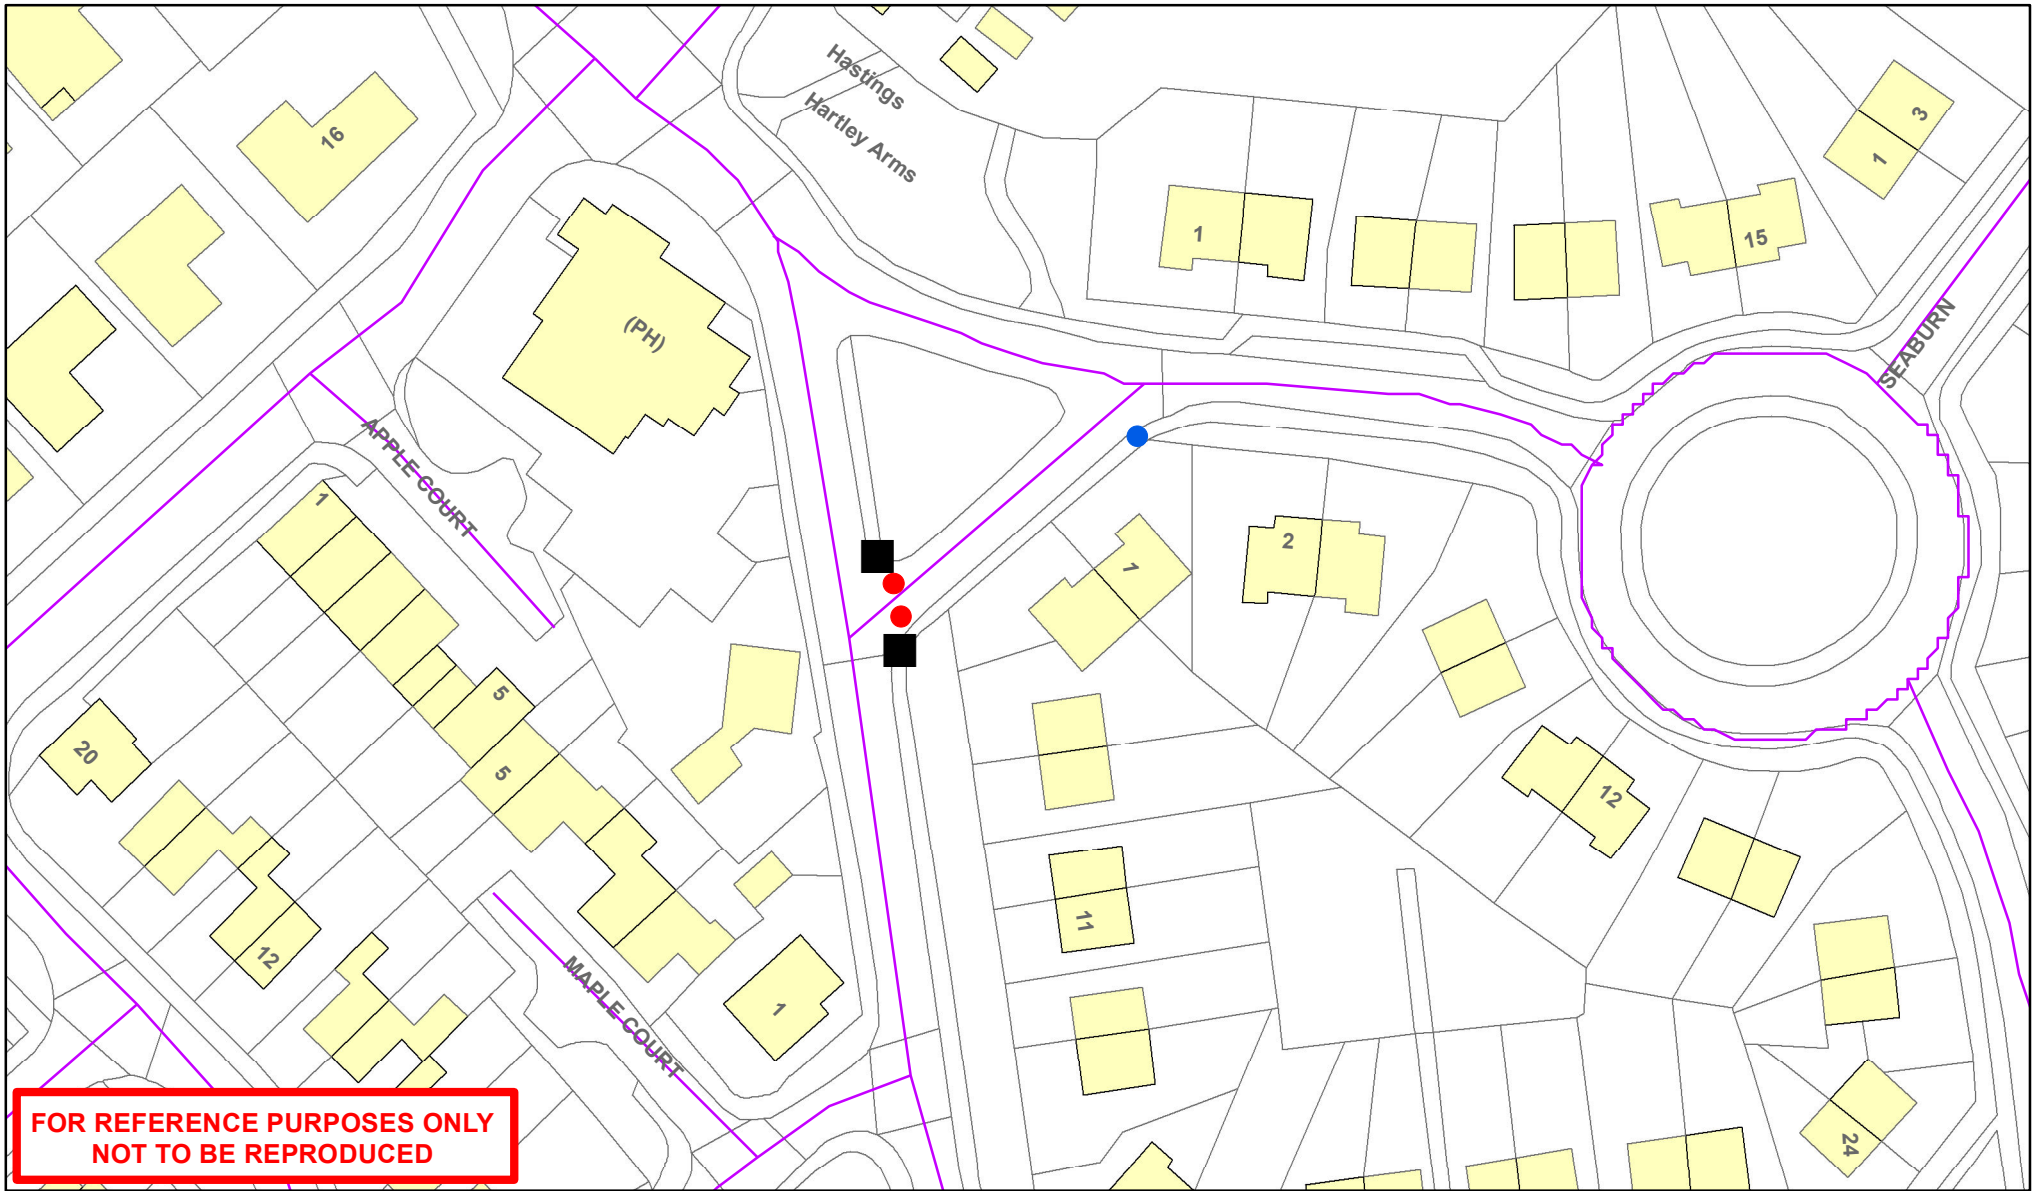 Hastings
Hartley Arms
16
3
1
1
15
(PH)
SEABURN
APPLE COURT
1
2
1
5
20
5
12
11
12
MAPLE COURT
1
24
FOR REFERENCE PURPOSES ONLY
NOT TO BE REPRODUCED